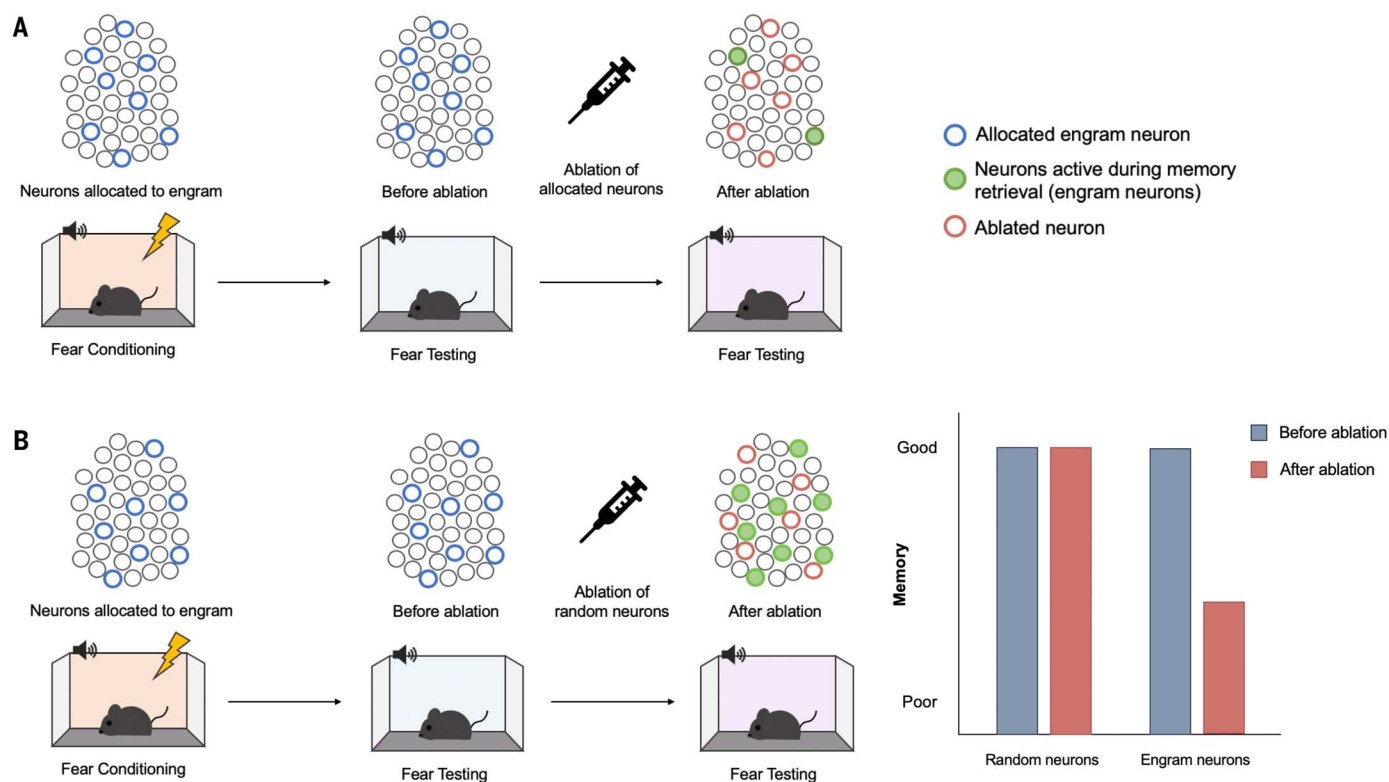 A
Neurons allocated to engram
Before ablation
Ablation of
allocated neurons
After ablation
Allocated engram neuron
Neurons active during memory
retrieval (engram neurons)
Ablated neuron
Fear Conditioning
Fear Testing
Fear Testing
B
Neurons allocated to engram
Before ablation
Ablation of
random neurons
After ablation
Fear Conditioning
Fear Testing
Fear Testing
Before ablation
After ablation
Good
Memory
Poor
Random neurons
Engram neurons